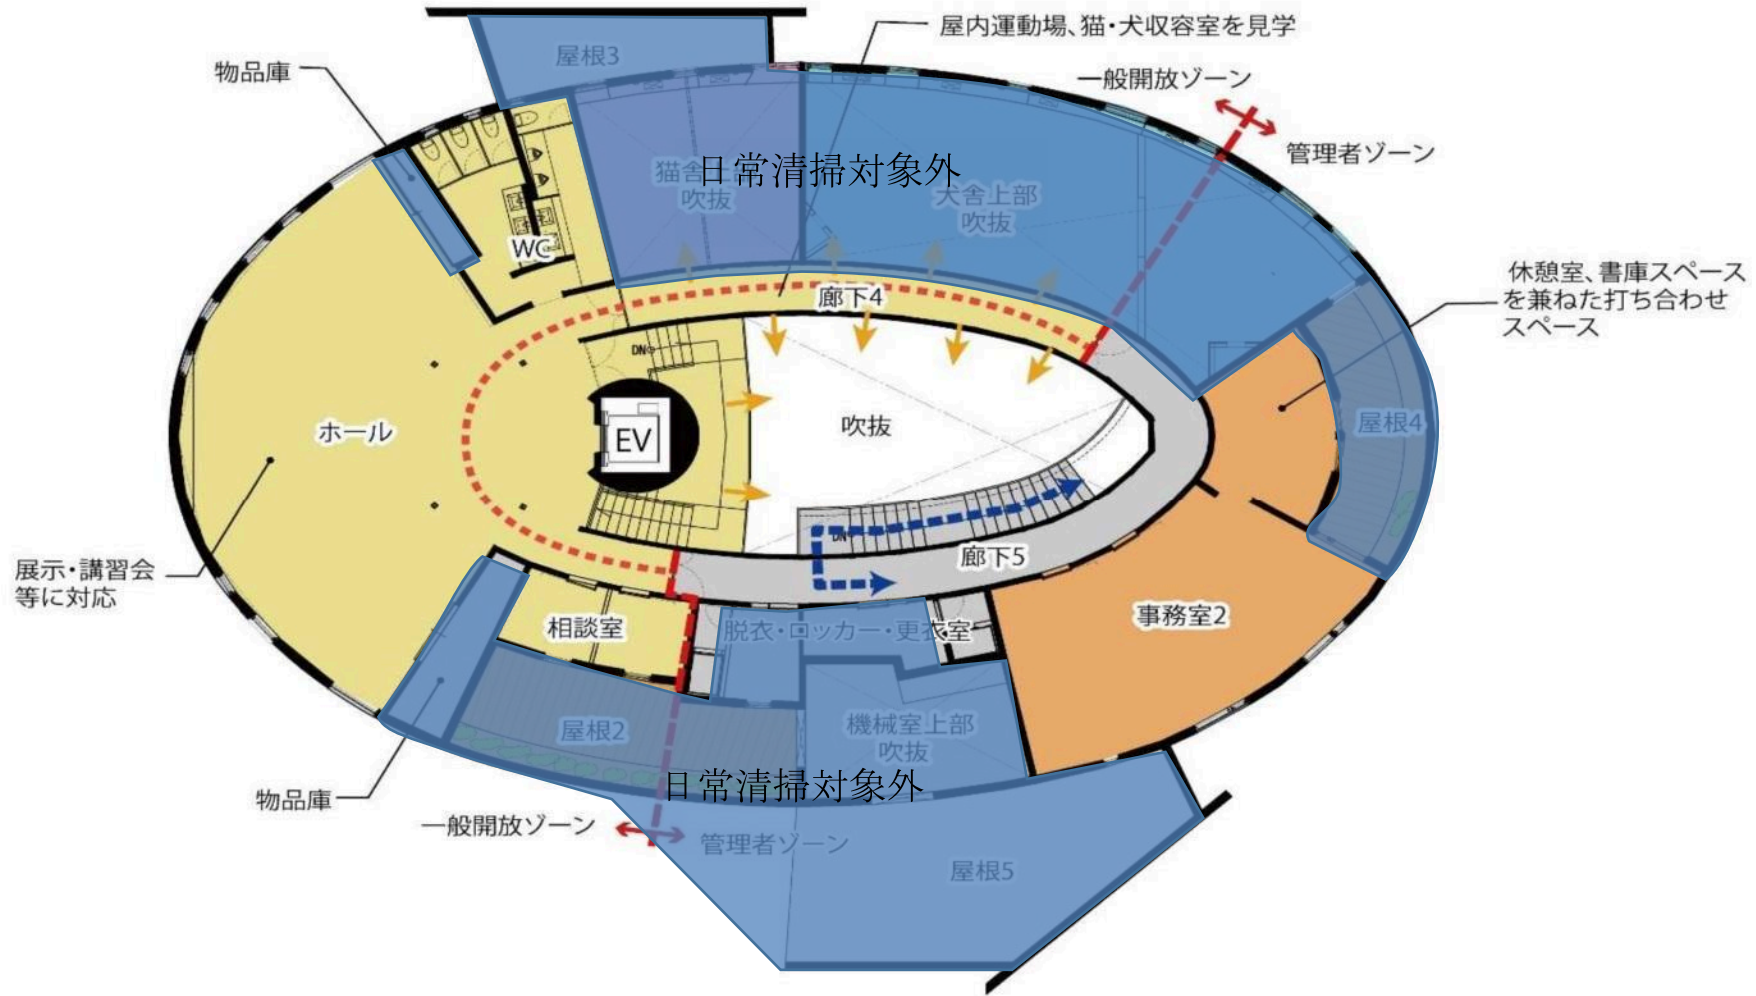 屋内運動場、猫・犬収容室を見学
屋根3
物品庫
一般開放ゾーン
管理者ゾーン
日常清掃対象外
猫舎
吹抜
犬舎上部
吹抜
WC
休憩室、書庫スペース
を兼ねた打ち合わせ
スペース
廊下4
DN
屋根4
ホール
EV
吹抜
DN
廊下5
展示・講習会
等に対応
相談室
脱衣・ロッカー・更衣室
事務室2
屋根2
機械室上部
吹抜
日常清掃対象外
物品庫
一般開放ゾーン
管理者ゾーン
屋根5